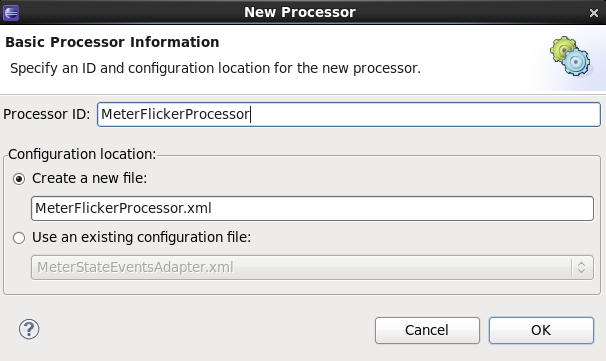 New Processor
Basic Processor Information
Specify an ID and configuration location for the new processor.
Processor ID: MeterFlickerProcessor
Configuration location:
Create a new file:
MeterFlickerProcessor.xml
Use an existing configuration file:
MeterStateEventsAdapter.xml
? Cancel OK